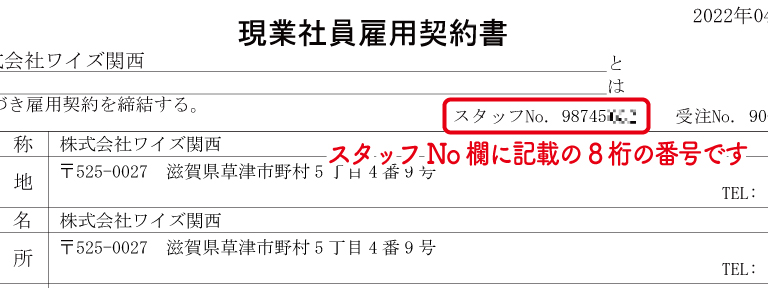 2022年04
現業社員雇用契約書
式会社ワイズ関西
と
は
づき雇用契約を締結する。
スタッフNo. 98745
受注No. 90
称 株式会社ワイズ関西
スタッフNo欄に記載の8桁の番号です
地 〒525-0027 滋賀県草津市野村5丁目4番9号
TEL:
名 株式会社ワイズ関西
所 〒525-0027 滋賀県草津市野村5丁目4番9号
TEL: